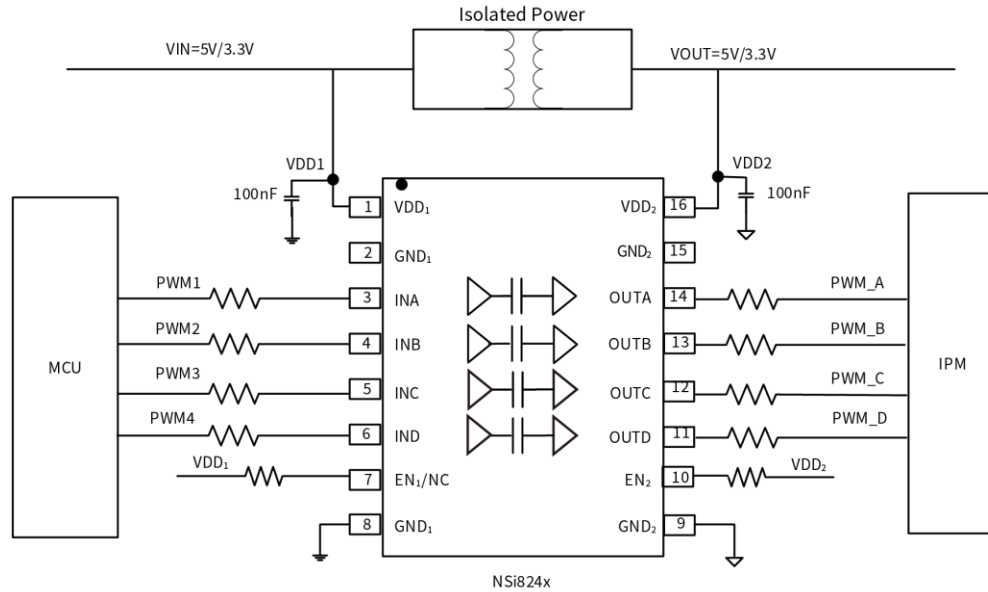 Isolated Power
VIN=5V/3.3V
VOUT=5V/3.3V
VDD1
VDD2
100nF
100nF
1
VDD₁
VDD₂
16
2
GND₁
GND₂
15
PWM1
3
INA
OUTA
14
PWM_A
PWM2
4
INB
OUTB
13
PWM_B
MCU
IPM
PWM3
5
INC
OUTC
12
PWM_C
PWM4
6
IND
OUTD
11
PWM_D
VDD₁
7
EN₁/NC
EN₂
10
VDD₂
8
GND₁
GND₂
9
NSi824x